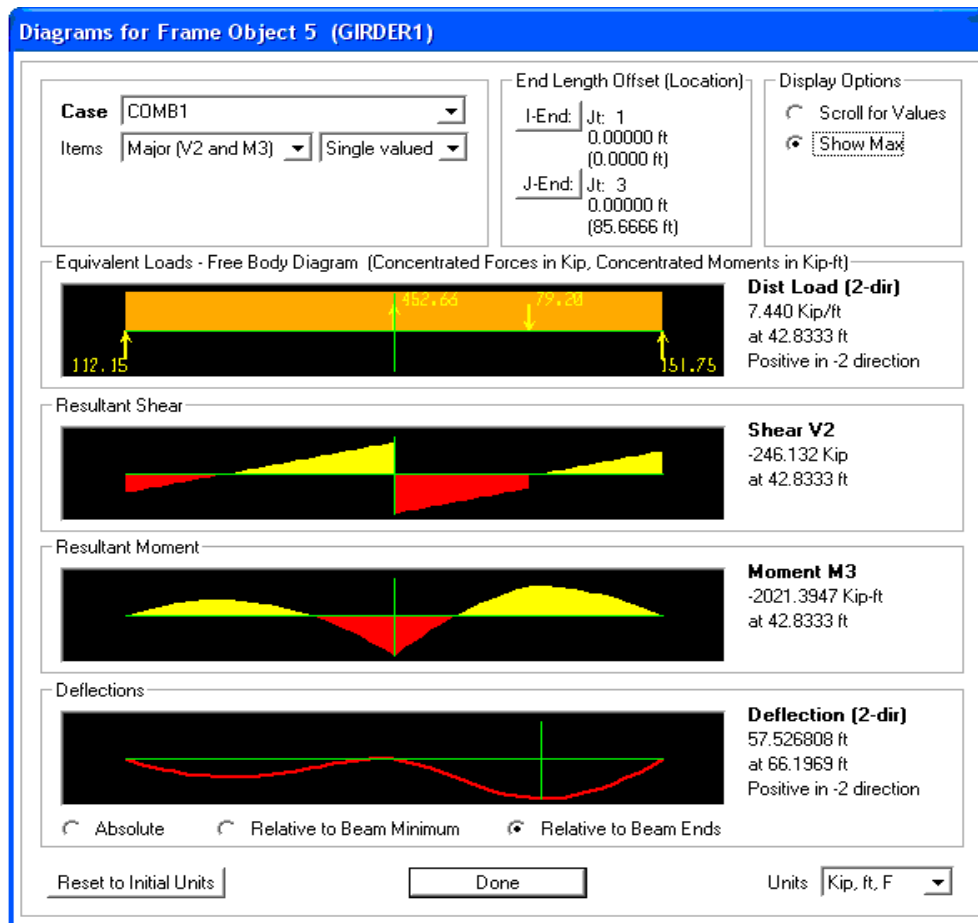 Diagrams for Frame Object 5 (GIRDER1)
Case COMB1
Items Major (V2 and M3) Single valued
End Length Offset (Location)
I-End: Jt: 1
0.00000 ft
(0.0000 ft)
J-End: Jt: 3
0.00000 ft
(85.6666 ft)
Display Options
Scroll for Values
Show Max
Equivalent Loads - Free Body Diagram (Concentrated Forces in Kip, Concentrated Moments in Kip-ft)
452.66 79.20
112.15 151.75
Dist Load (2-dir)
7.440 Kip/ft
at 42.8333 ft
Positive in -2 direction
Resultant Shear
Shear V2
-246.132 Kip
at 42.8333 ft
Resultant Moment
Moment M3
-2021.3947 Kip-ft
at 42.8333 ft
Deflections
Deflection (2-dir)
57.526808 ft
at 66.1969 ft
Positive in -2 direction
Absolute Relative to Beam Minimum Relative to Beam Ends
Reset to Initial Units Done Units Kip, ft, F